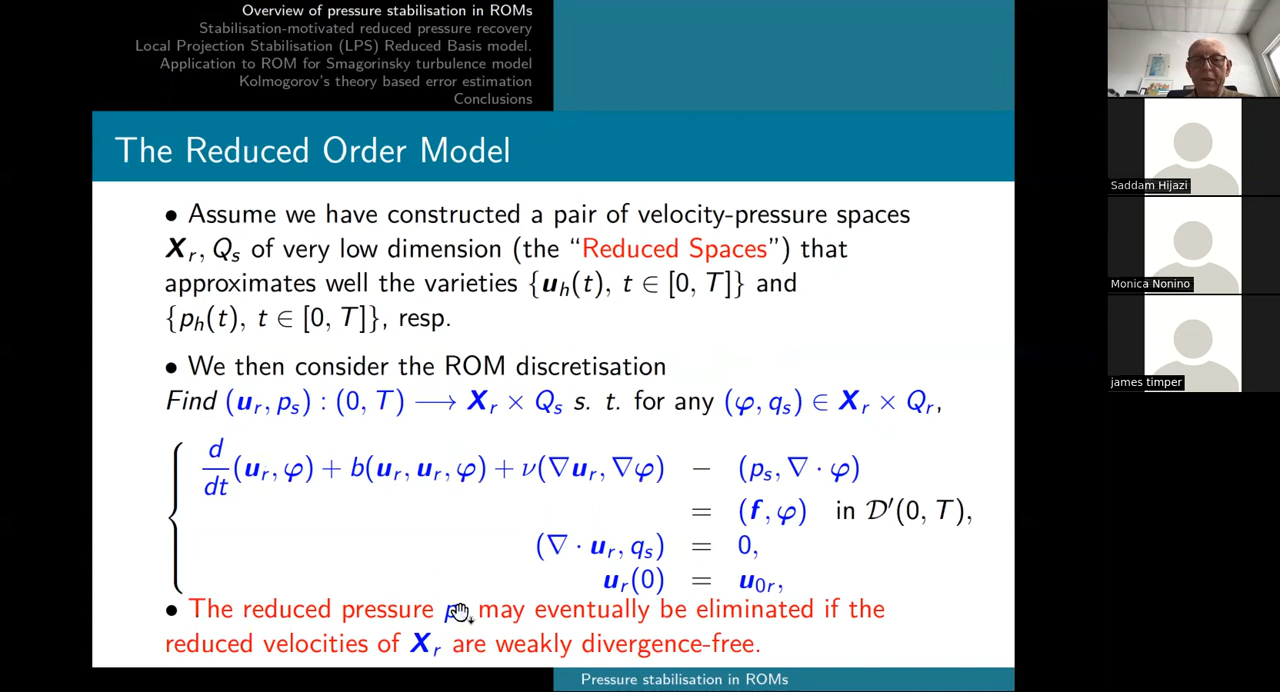 Overview of pressure stabilisation in ROMs
Stabilisation-motivated reduced pressure recovery
Local Projection Stabilisation (LPS) Reduced Basis model.
Application to ROM for Smagorinsky turbulence model
Kolmogorov's theory based error estimation
Conclusions
The Reduced Order Model
• Assume we have constructed a pair of velocity-pressure spaces
X_r, Q_s of very low dimension (the “Reduced Spaces”) that
approximates well the varieties {u_h(t), t ∈ [0, T]} and
{p_h(t), t ∈ [0, T]}, resp.
• We then consider the ROM discretisation
Find (u_r, p_s) : (0, T) ⟶ X_r × Q_s s. t. for any (φ, q_s) ∈ X_r × Q_r,
d/dt (u_r, φ) + b(u_r, u_r, φ) + ν(∇u_r, ∇φ) − (p_s, ∇ · φ)
= (f, φ) in D′(0, T),
(∇ · u_r, q_s) = 0,
u_r(0) = u_0r,
• The reduced pressure may eventually be eliminated if the
reduced velocities of X_r are weakly divergence-free.
Pressure stabilisation in ROMs
Saddam Hijazi
Monica Nonino
james timper